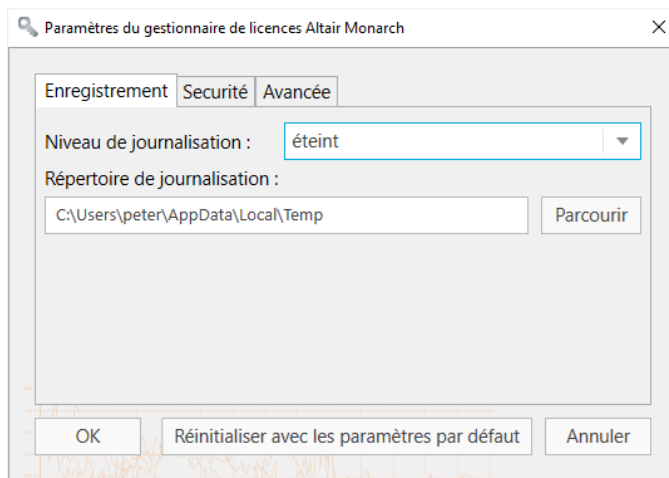 Paramètres du gestionnaire de licences Altair Monarch
Enregistrement Securité Avancée
Niveau de journalisation : éteint
Répertoire de journalisation :
C:\Users\peter\AppData\Local\Temp Parcourir
OK Réinitialiser avec les paramètres par défaut Annuler